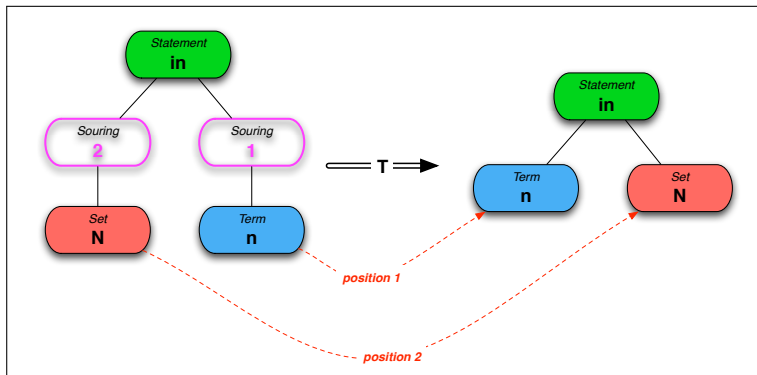 Statement
in
Souring
2
Souring
1
Set
N
Term
n
T
Statement
in
Term
n
Set
N
position 1
position 2